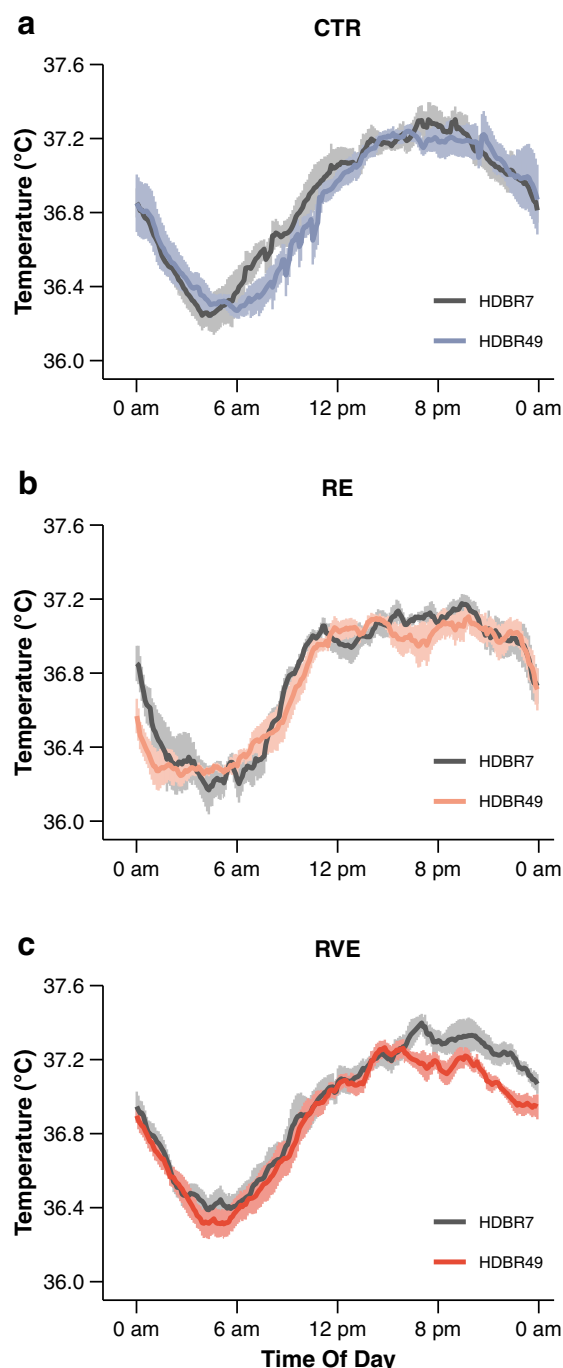 a
CTR
37.6
37.2
36.8
36.4
36.0
Temperature (°C)
HDBR7
HDBR49
0 am
6 am
12 pm
8 pm
0 am
b
RE
37.6
37.2
36.8
36.4
36.0
Temperature (°C)
HDBR7
HDBR49
0 am
6 am
12 pm
8 pm
0 am
c
RVE
37.6
37.2
36.8
36.4
36.0
Temperature (°C)
HDBR7
HDBR49
0 am
6 am
12 pm
8 pm
0 am
Time Of Day